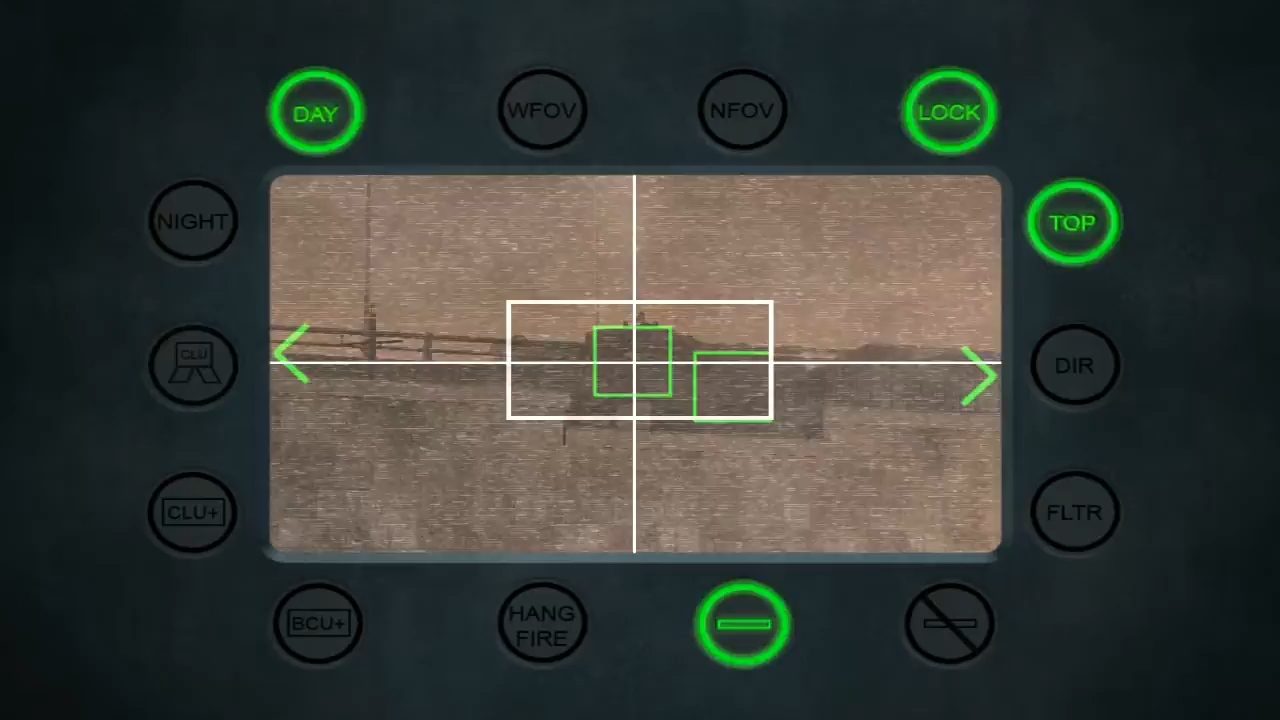 DAY
WFOV
NFOV
LOCK
NIGHT
TOP
CLU
DIR
CLU+
FLTR
BCU+
HANG
FIRE